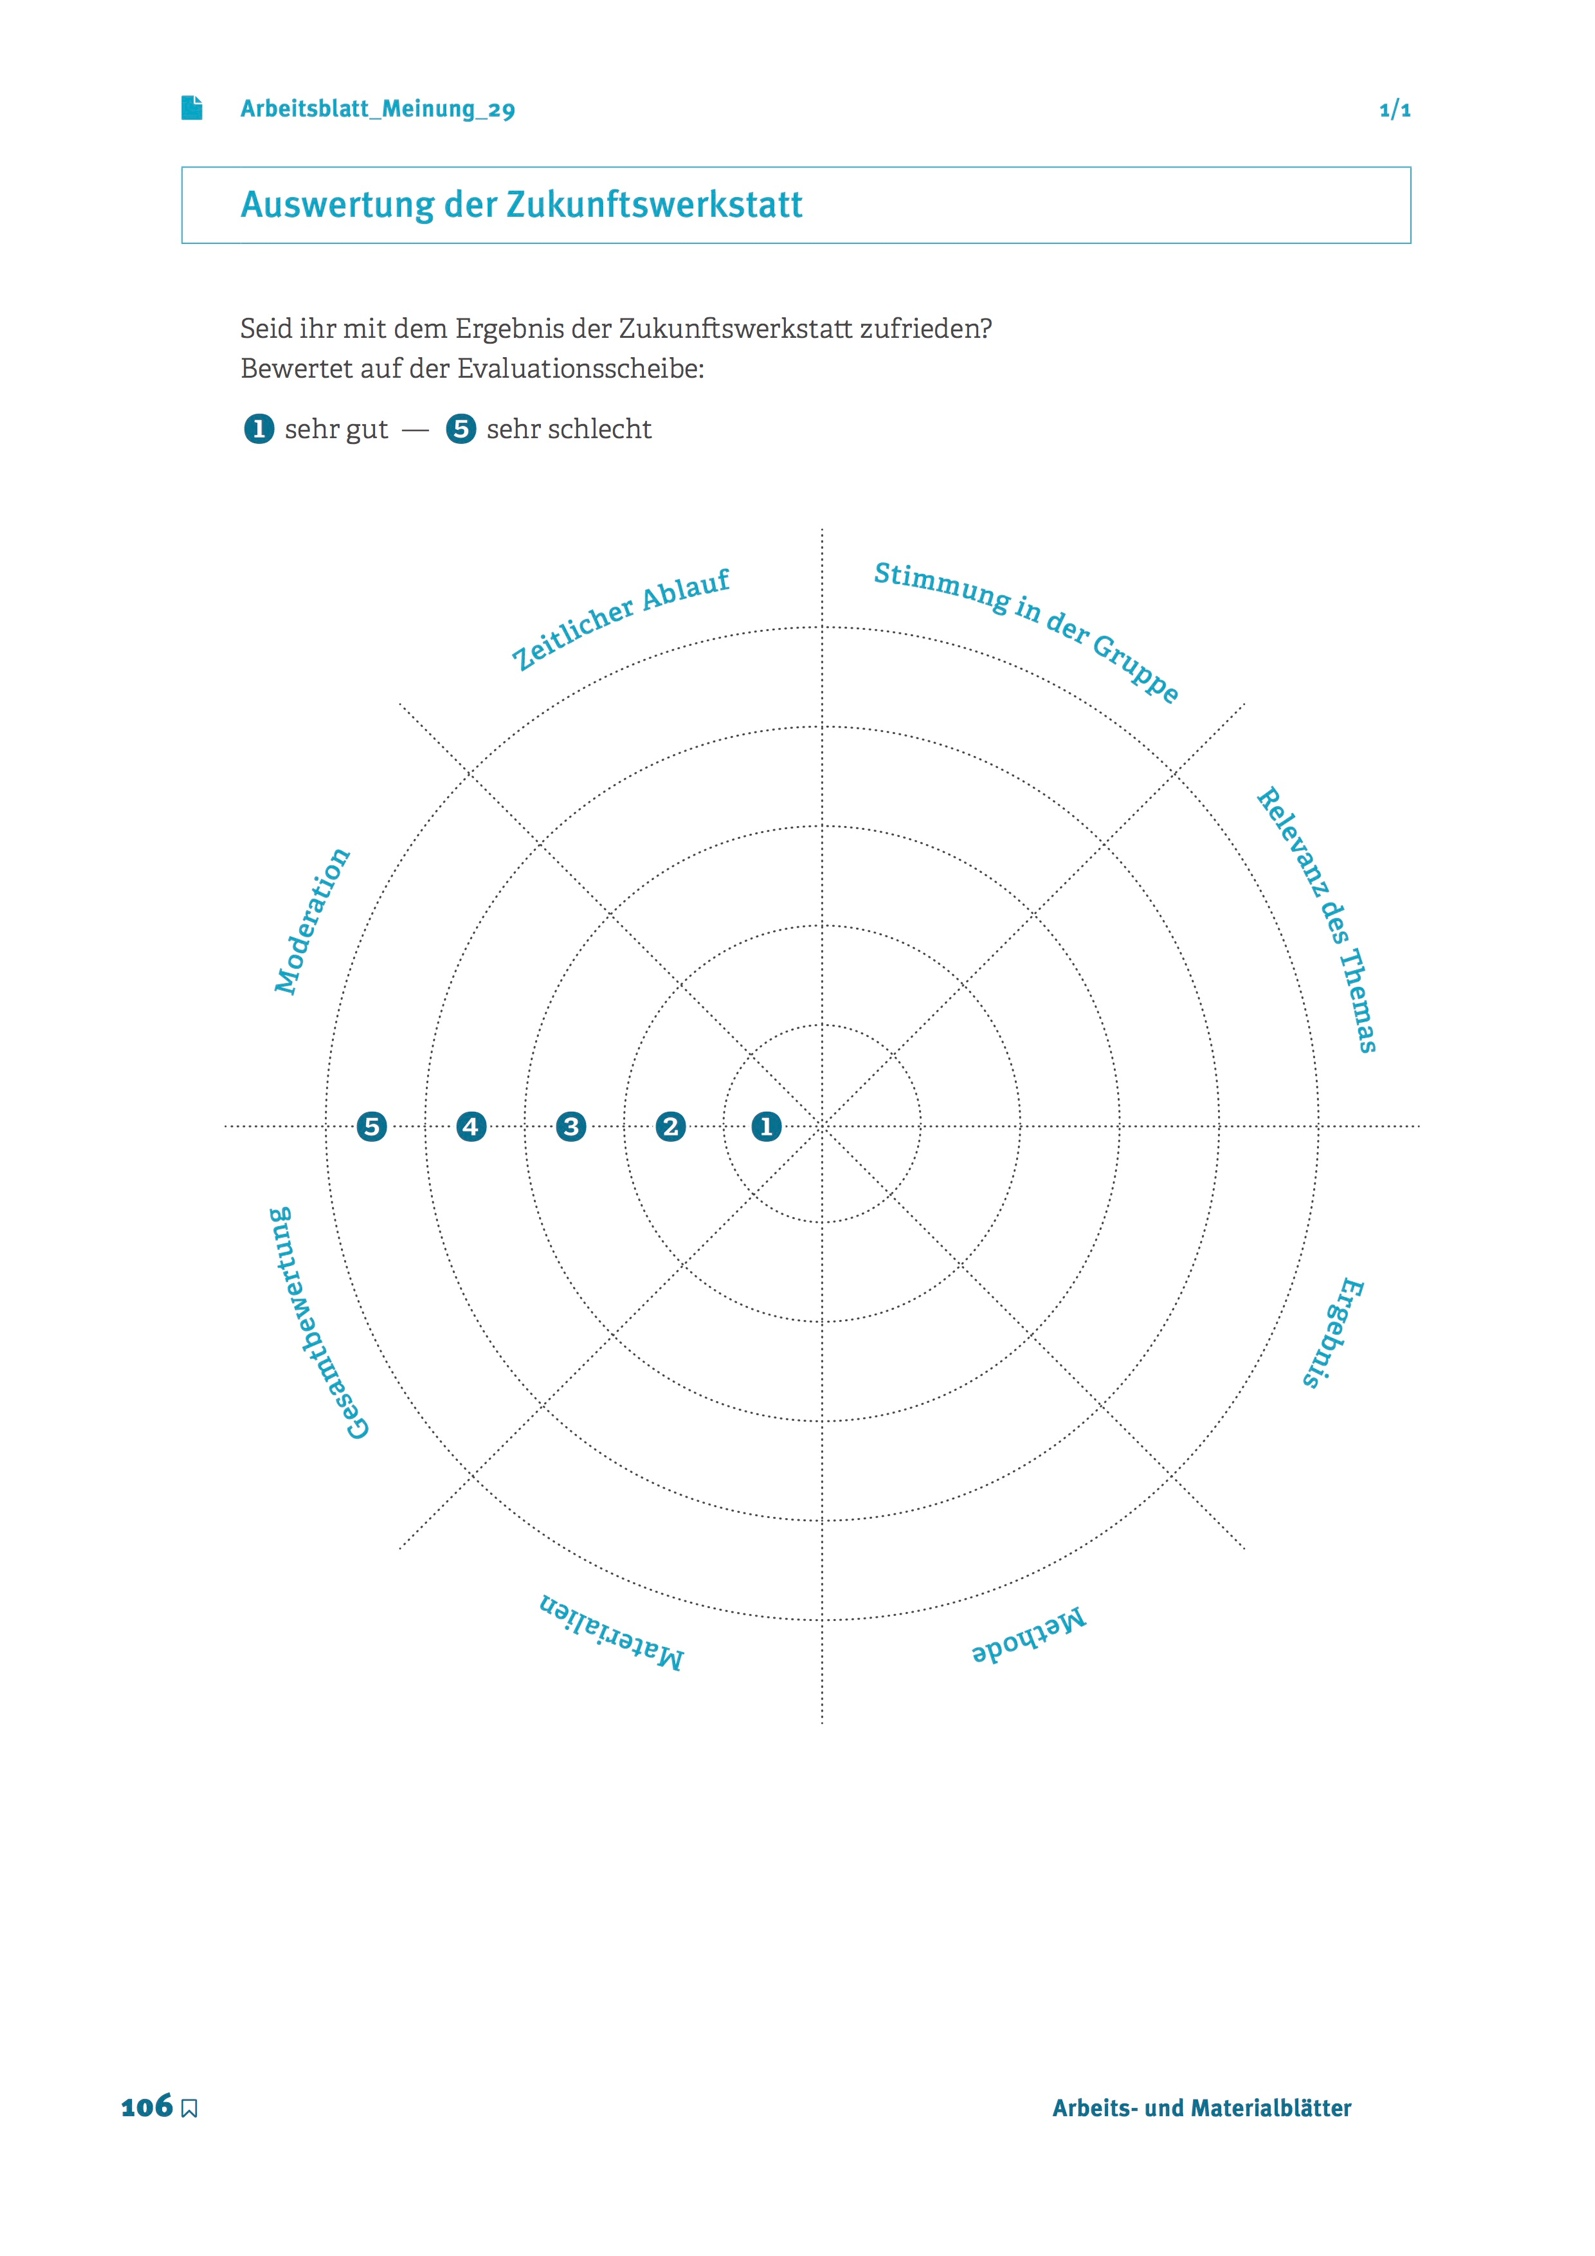 Arbeitsblatt_Meinung_29
1/1
Auswertung der Zukunftswerkstatt
Seid ihr mit dem Ergebnis der Zukunftswerkstatt zufrieden?
Bewertet auf der Evaluationsscheibe:
1 sehr gut — 5 sehr schlecht
Zeitlicher Ablauf
Stimmung in der Gruppe
Moderation
Relevanz des Themas
5 4 3 2 1
Gesamtbewertung
Ergebnis
Materialien
Methode
106
Arbeits- und Materialblätter